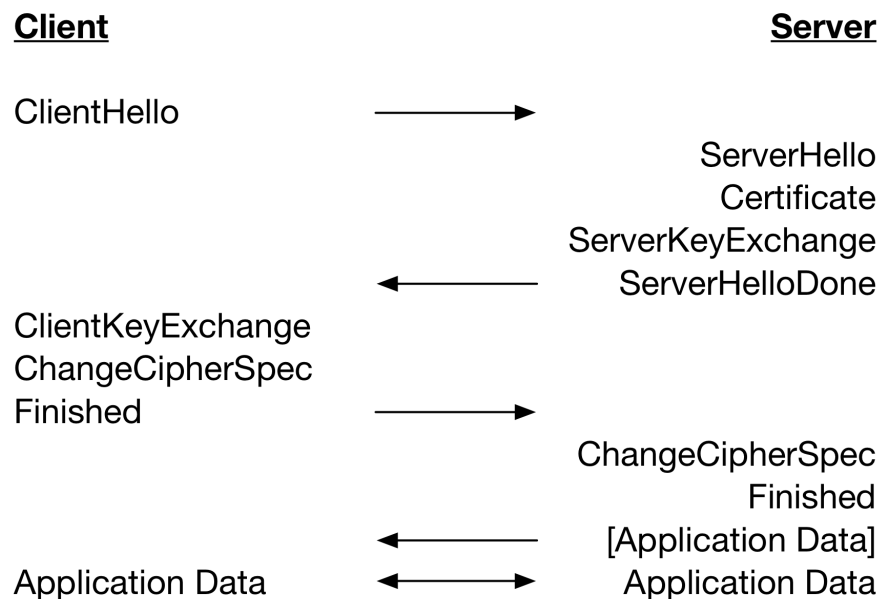 Client Server
ClientHello
ServerHello
Certificate
ServerKeyExchange
ServerHelloDone
ClientKeyExchange
ChangeCipherSpec
Finished
ChangeCipherSpec
Finished
[Application Data]
Application Data Application Data